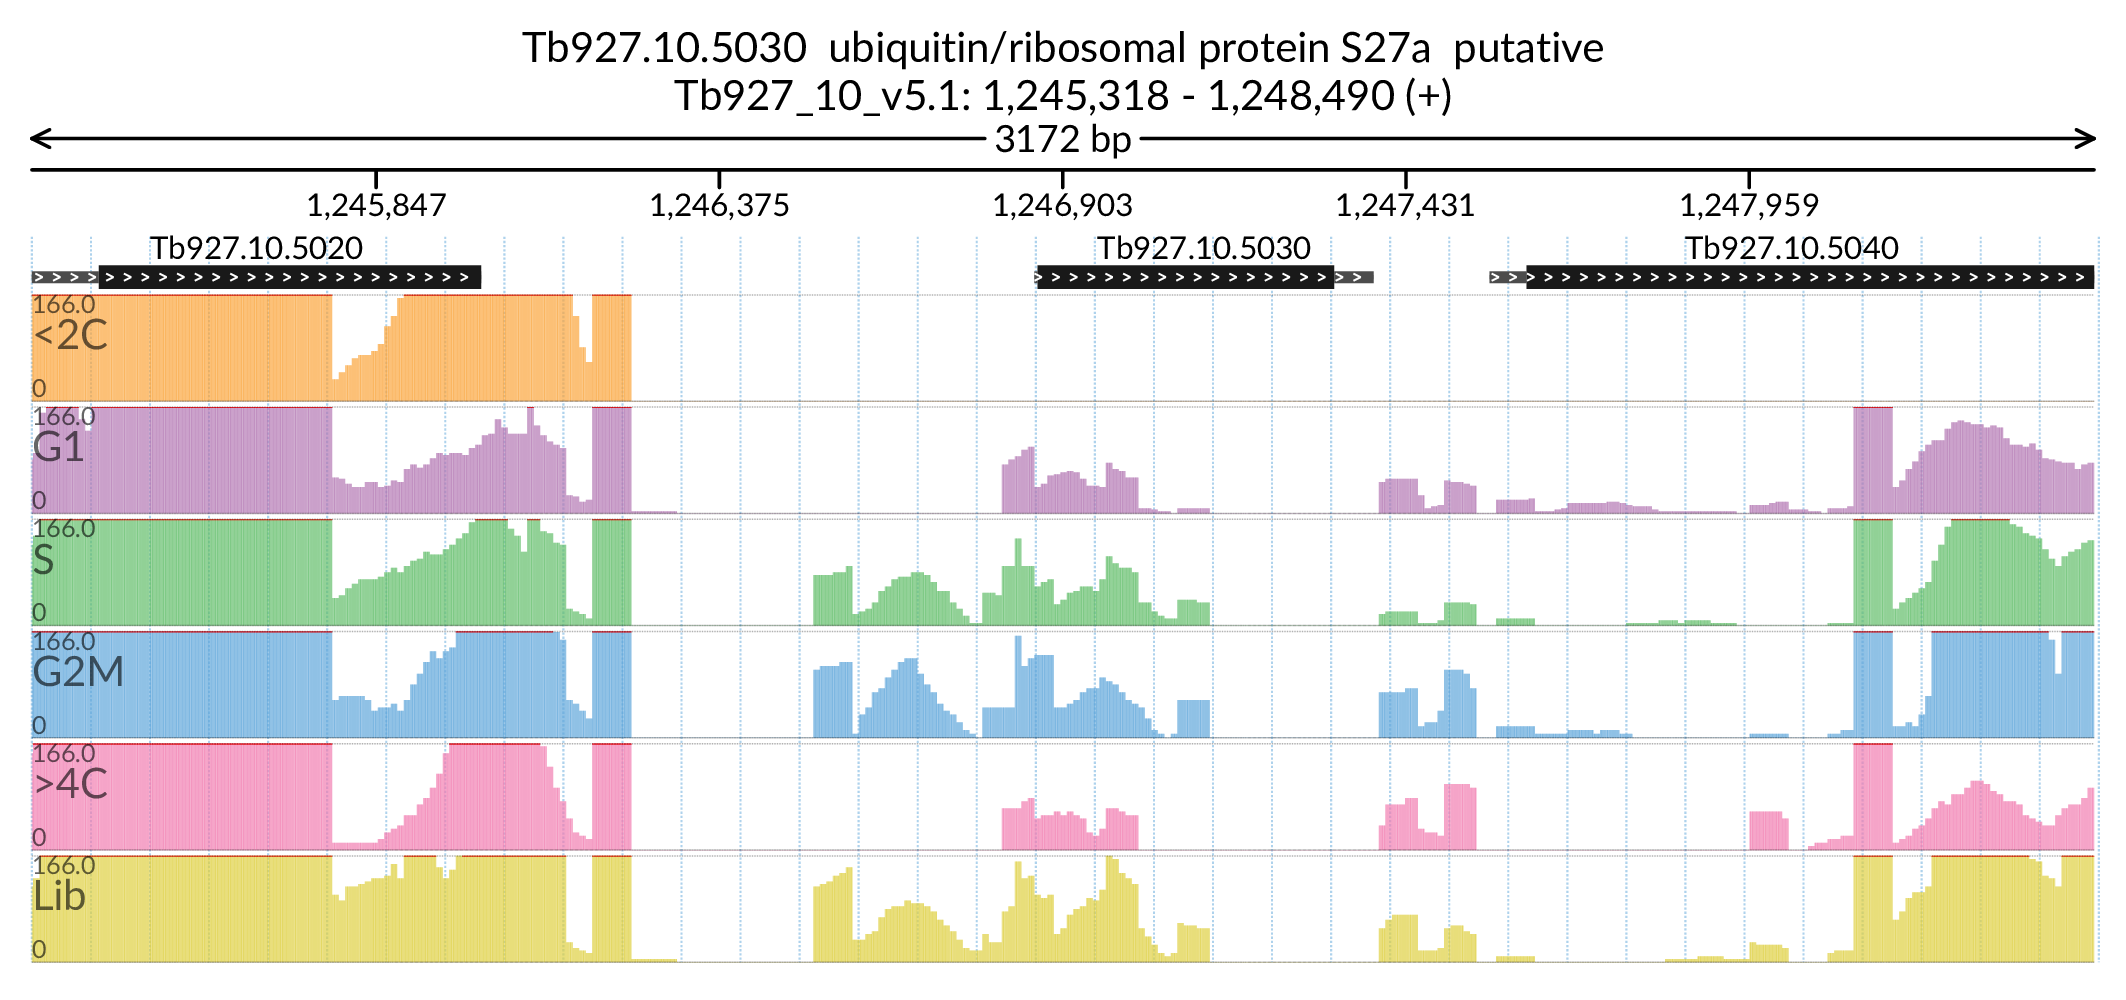 Tb927.10.5030  ubiquitin/ribosomal protein S27a  putative
Tb927_10_v5.1: 1,245,318 - 1,248,490 (+)
3172 bp
1,245,847 1,246,375 1,246,903 1,247,431 1,247,959
Tb927.10.5020 Tb927.10.5030 Tb927.10.5040
166.0
<2C
0
166.0
G1
0
166.0
S
0
166.0
G2M
0
166.0
>4C
0
166.0
Lib
0